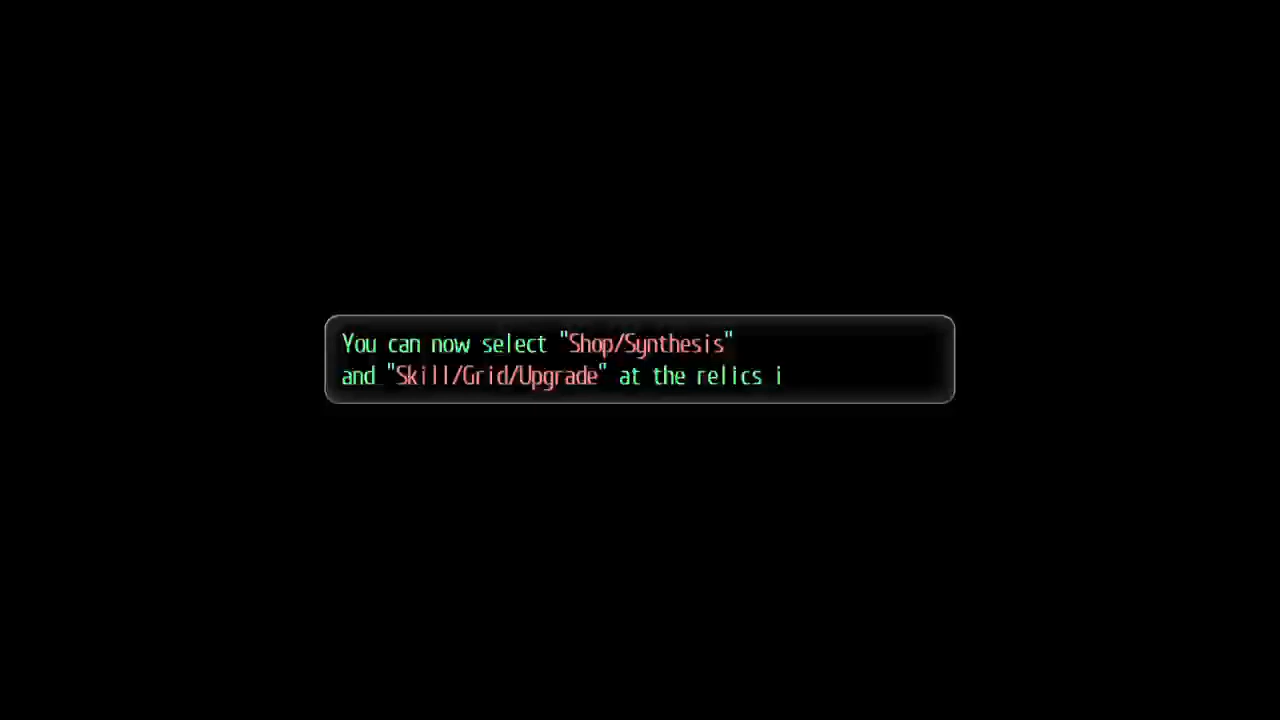 You can now select "Shop/Synthesis"
and "Skill/Grid/Upgrade" at the relics i